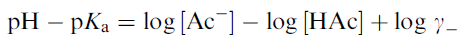 pH − pKₐ = log [Ac⁻] − log [HAc] + log γ₋